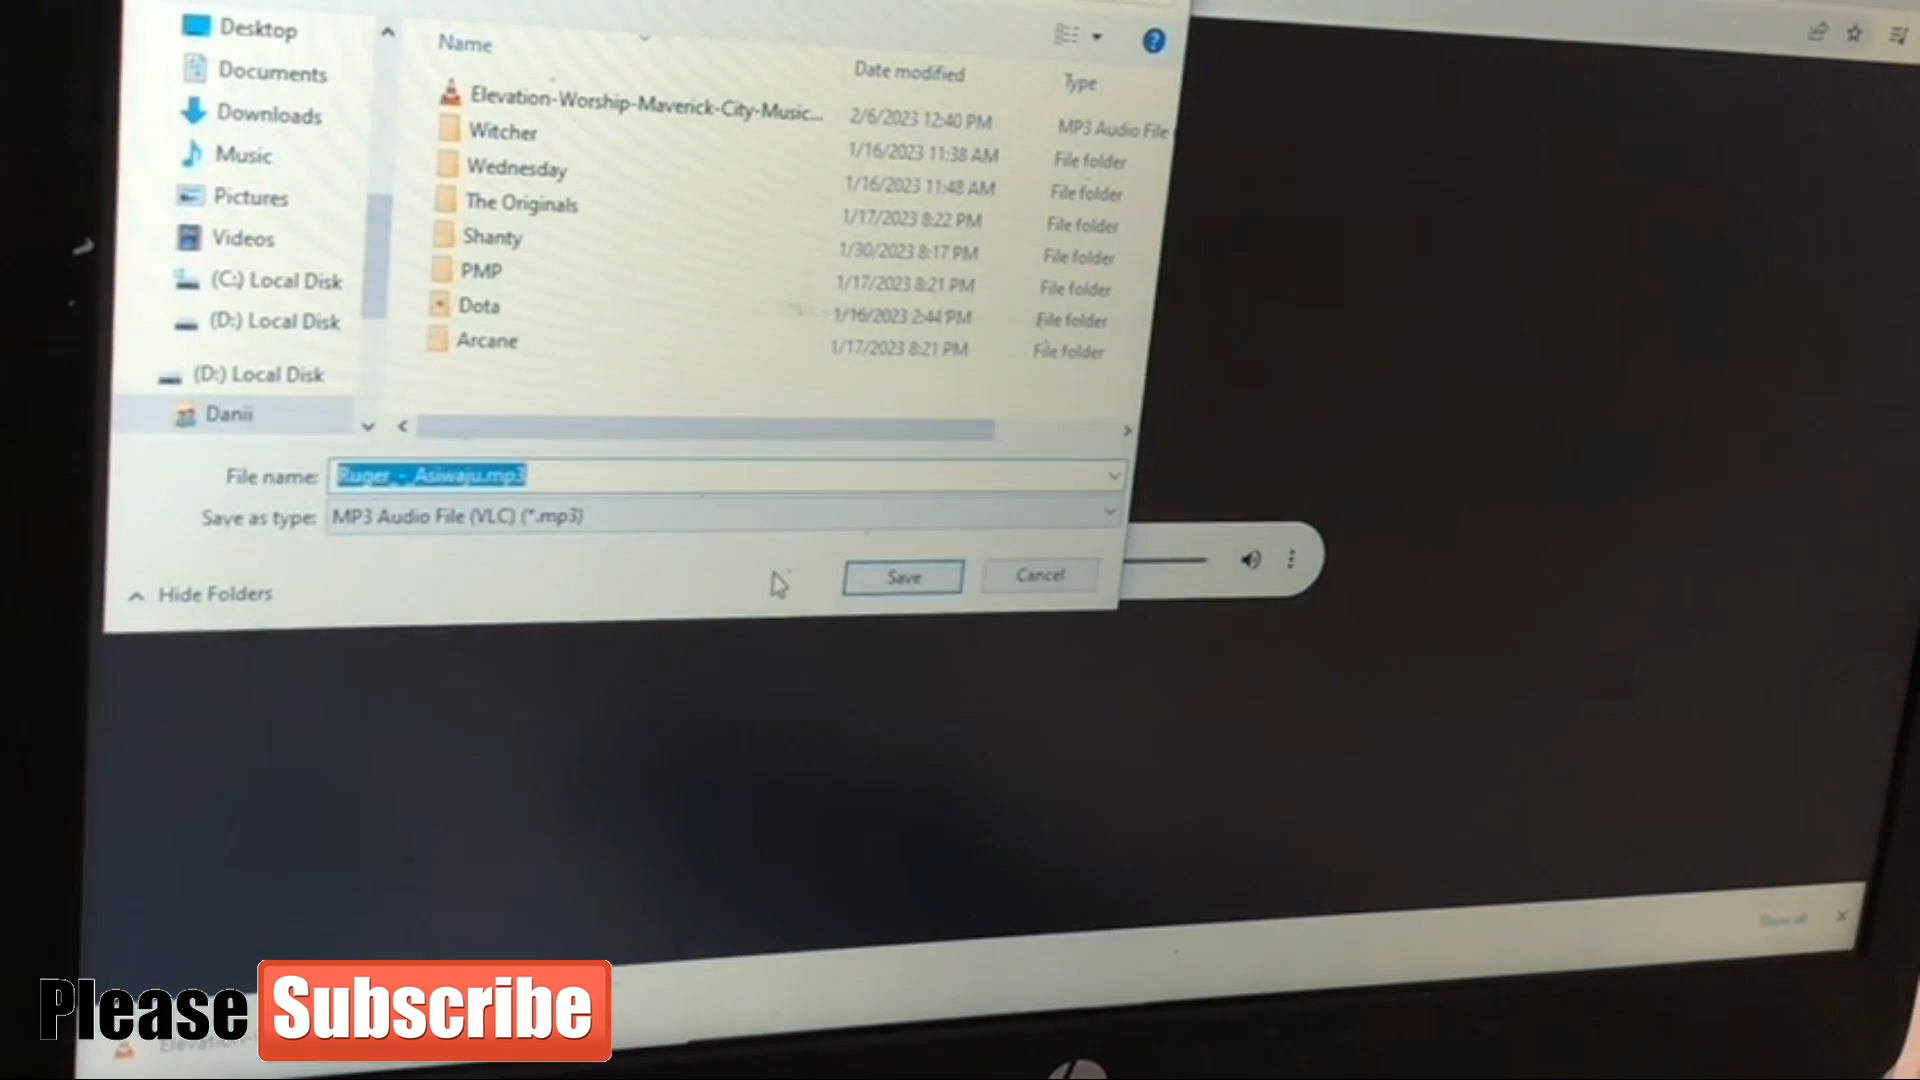 Desktop
Documents
Downloads
Music
Pictures
Videos
(C:) Local Disk
(D:) Local Disk
(D:) Local Disk
Danii
Name Date modified Type
Elevation-Worship-Maverick-City-Music... 2/6/2023 12:40 PM MP3 Audio File
Witcher 1/16/2023 11:38 AM File folder
Wednesday 1/16/2023 11:48 AM File folder
The Originals 1/17/2023 8:22 PM File folder
Shanty 1/30/2023 8:17 PM File folder
PMP 1/17/2023 8:21 PM File folder
Dota 1/16/2023 2:44 PM File folder
Arcane 1/17/2023 8:21 PM File folder
File name: Ruger_-_Asiwaju.mp3
Save as type: MP3 Audio File (VLC) (*.mp3)
Hide Folders
Save Cancel
Show all
Please Subscribe